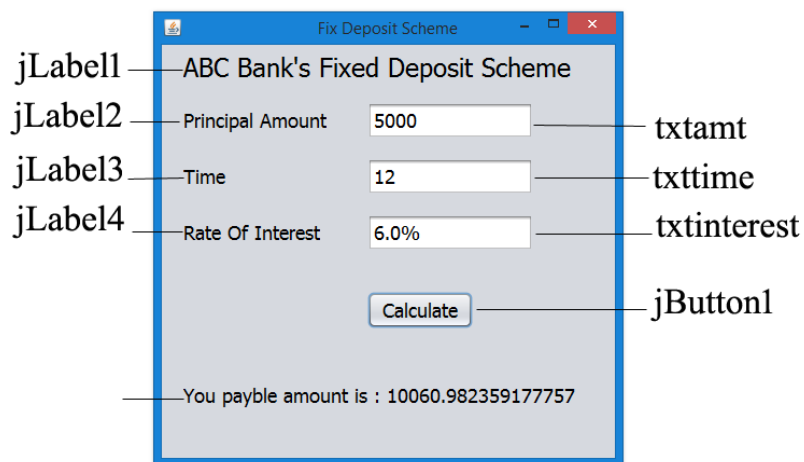 Fix Deposit Scheme
jLabel1 ABC Bank's Fixed Deposit Scheme
jLabel2 Principal Amount 5000 txtamt
jLabel3 Time 12 txttime
jLabel4 Rate Of Interest 6.0% txtinterest
Calculate jButton1
You payble amount is : 10060.982359177757